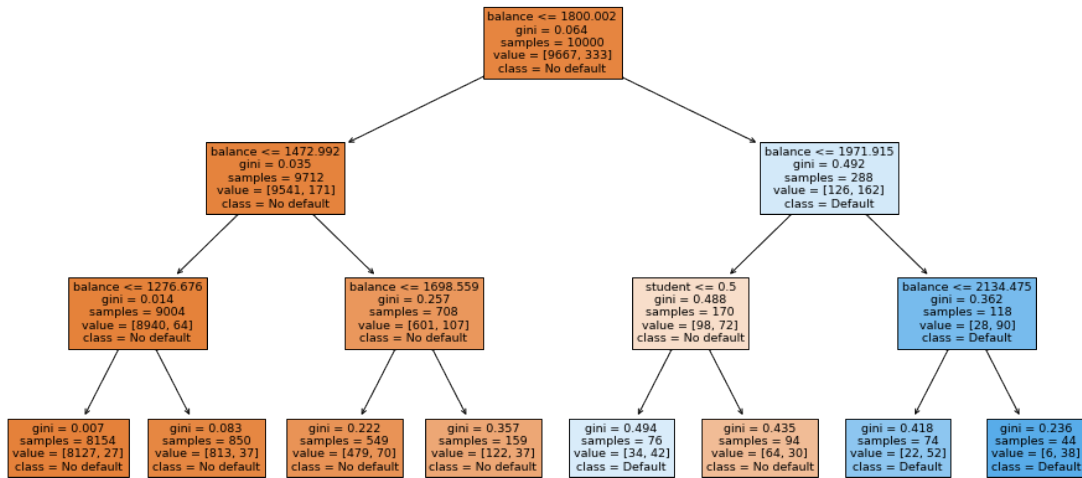 balance <= 1800.002
gini = 0.064
samples = 10000
value = [9667, 333]
class = No default
balance <= 1472.992
gini = 0.035
samples = 9712
value = [9541, 171]
class = No default
balance <= 1971.915
gini = 0.492
samples = 288
value = [126, 162]
class = Default
balance <= 1276.676
gini = 0.014
samples = 9004
value = [8940, 64]
class = No default
balance <= 1698.559
gini = 0.257
samples = 708
value = [601, 107]
class = No default
student <= 0.5
gini = 0.488
samples = 170
value = [98, 72]
class = No default
balance <= 2134.475
gini = 0.362
samples = 118
value = [28, 90]
class = Default
gini = 0.007
samples = 8154
value = [8127, 27]
class = No default
gini = 0.083
samples = 850
value = [813, 37]
class = No default
gini = 0.222
samples = 549
value = [479, 70]
class = No default
gini = 0.357
samples = 159
value = [122, 37]
class = No default
gini = 0.494
samples = 76
value = [34, 42]
class = Default
gini = 0.435
samples = 94
value = [64, 30]
class = No default
gini = 0.418
samples = 74
value = [22, 52]
class = Default
gini = 0.236
samples = 44
value = [6, 38]
class = Default